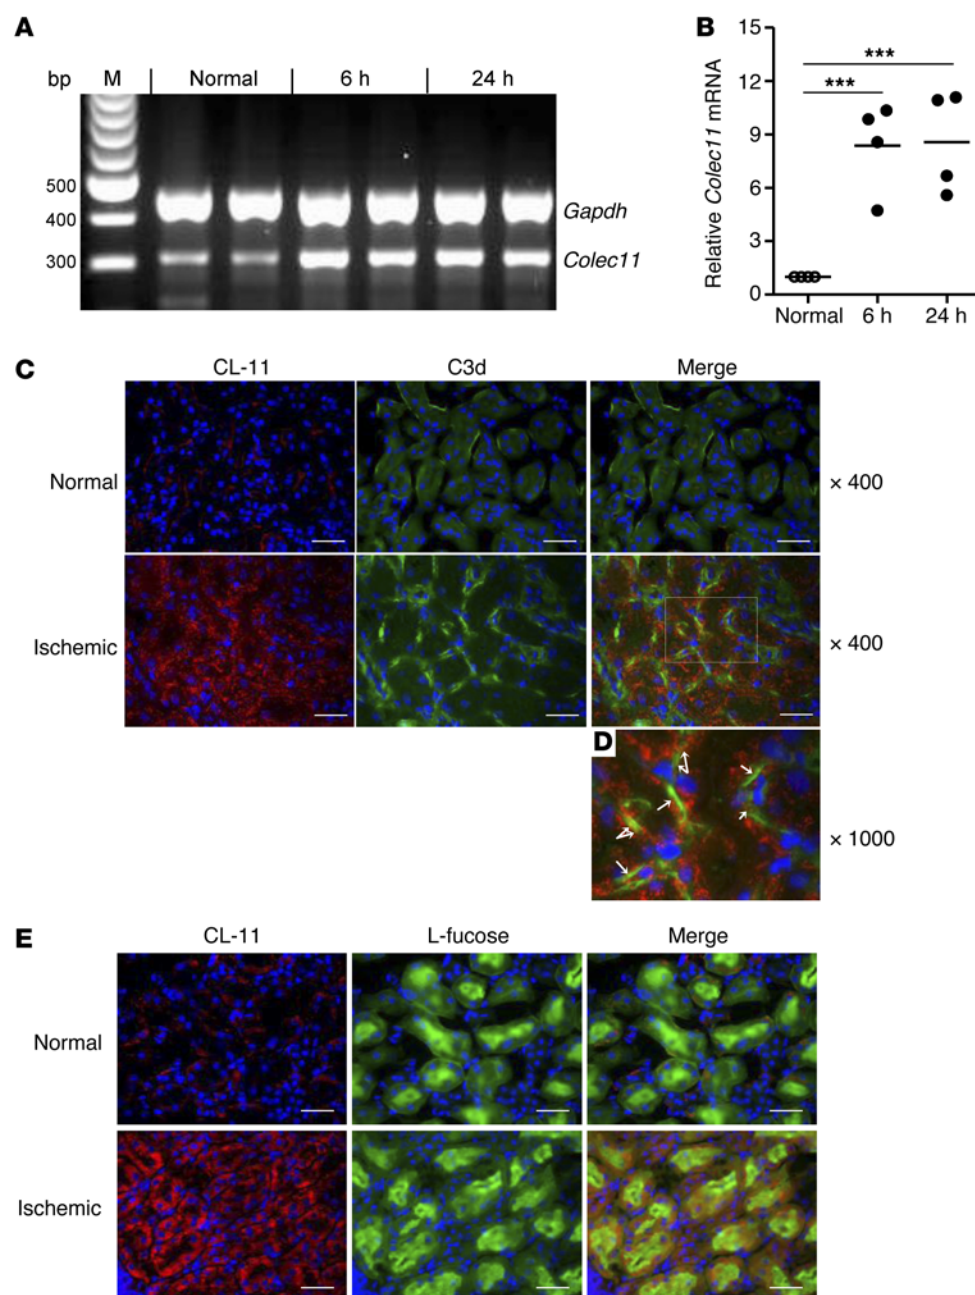 A
bp M Normal 6 h 24 h
500
400
300
Gapdh
Colec11
B
Relative Colec11 mRNA
15
12
9
6
3
0
***
***
Normal 6 h 24 h
C
CL-11 C3d Merge
Normal × 400
Ischemic × 400
D
× 1000
E
CL-11 L-fucose Merge
Normal
Ischemic